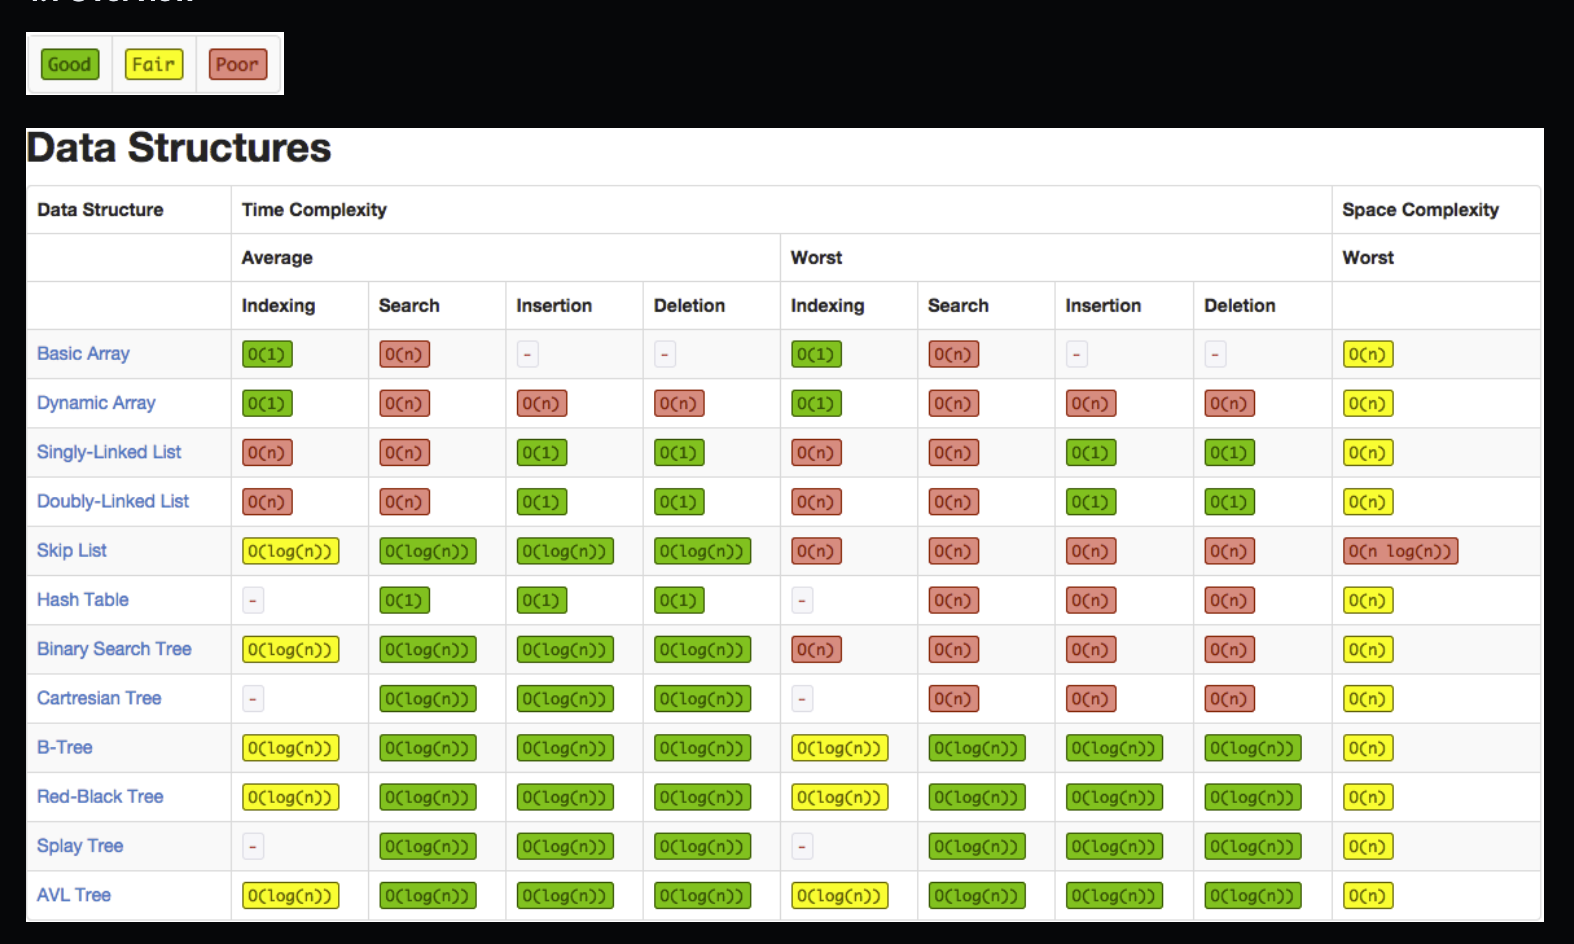 Good Fair Poor
Data Structures
Data Structure Time Complexity Space Complexity
Average Worst Worst
Indexing Search Insertion Deletion Indexing Search Insertion Deletion
Basic Array O(1) O(n) - - O(1) O(n) - - O(n)
Dynamic Array O(1) O(n) O(n) O(n) O(1) O(n) O(n) O(n) O(n)
Singly-Linked List O(n) O(n) O(1) O(1) O(n) O(n) O(1) O(1) O(n)
Doubly-Linked List O(n) O(n) O(1) O(1) O(n) O(n) O(1) O(1) O(n)
Skip List O(log(n)) O(log(n)) O(log(n)) O(log(n)) O(n) O(n) O(n) O(n) O(n log(n))
Hash Table - O(1) O(1) O(1) - O(n) O(n) O(n) O(n)
Binary Search Tree O(log(n)) O(log(n)) O(log(n)) O(log(n)) O(n) O(n) O(n) O(n) O(n)
Cartresian Tree - O(log(n)) O(log(n)) O(log(n)) - O(n) O(n) O(n) O(n)
B-Tree O(log(n)) O(log(n)) O(log(n)) O(log(n)) O(log(n)) O(log(n)) O(log(n)) O(log(n)) O(n)
Red-Black Tree O(log(n)) O(log(n)) O(log(n)) O(log(n)) O(log(n)) O(log(n)) O(log(n)) O(log(n)) O(n)
Splay Tree - O(log(n)) O(log(n)) O(log(n)) - O(log(n)) O(log(n)) O(log(n)) O(n)
AVL Tree O(log(n)) O(log(n)) O(log(n)) O(log(n)) O(log(n)) O(log(n)) O(log(n)) O(log(n)) O(n)